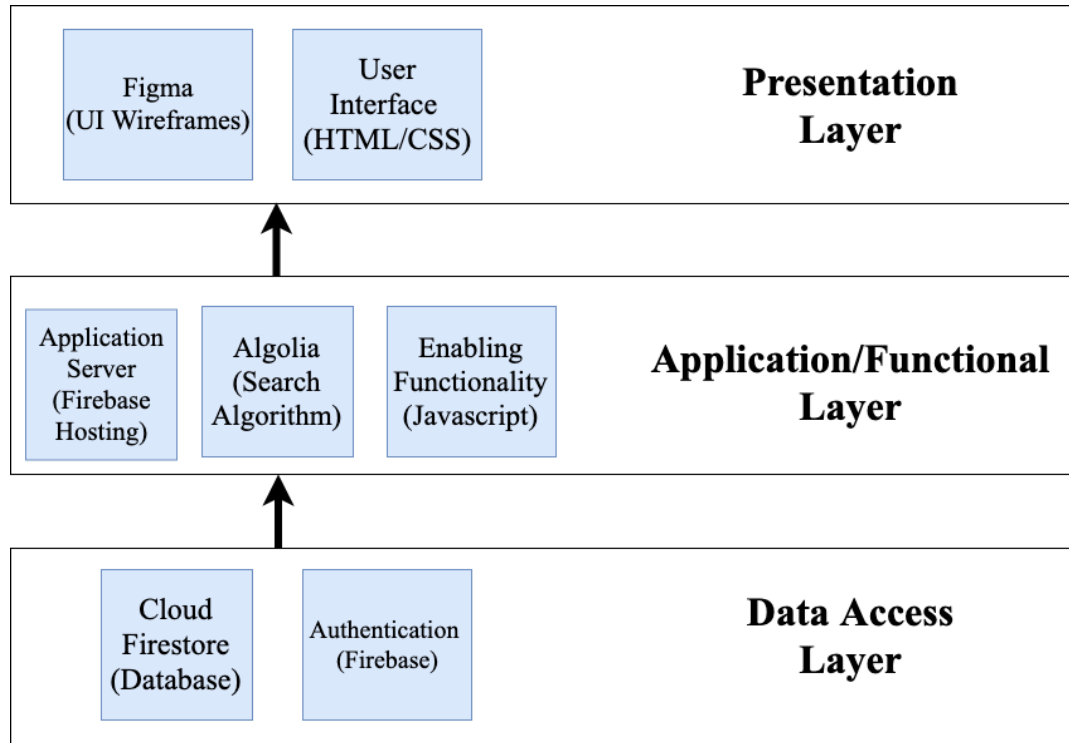 Figma
(UI Wireframes)
User
Interface
(HTML/CSS)
Presentation
Layer
Application
Server
(Firebase
Hosting)
Algolia
(Search
Algorithm)
Enabling
Functionality
(Javascript)
Application/Functional
Layer
Cloud
Firestore
(Database)
Authentication
(Firebase)
Data Access
Layer